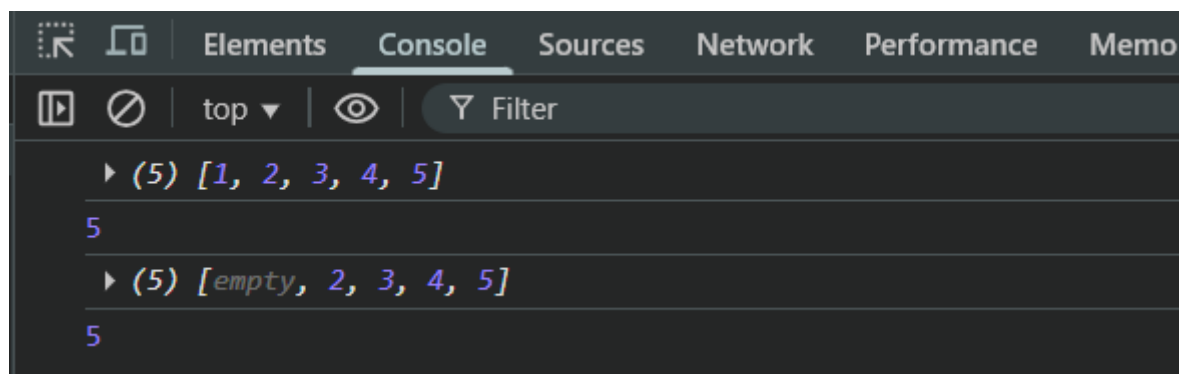 Elements Console Sources Network Performance Memo
top Filter
(5) [1, 2, 3, 4, 5]
5
(5) [empty, 2, 3, 4, 5]
5